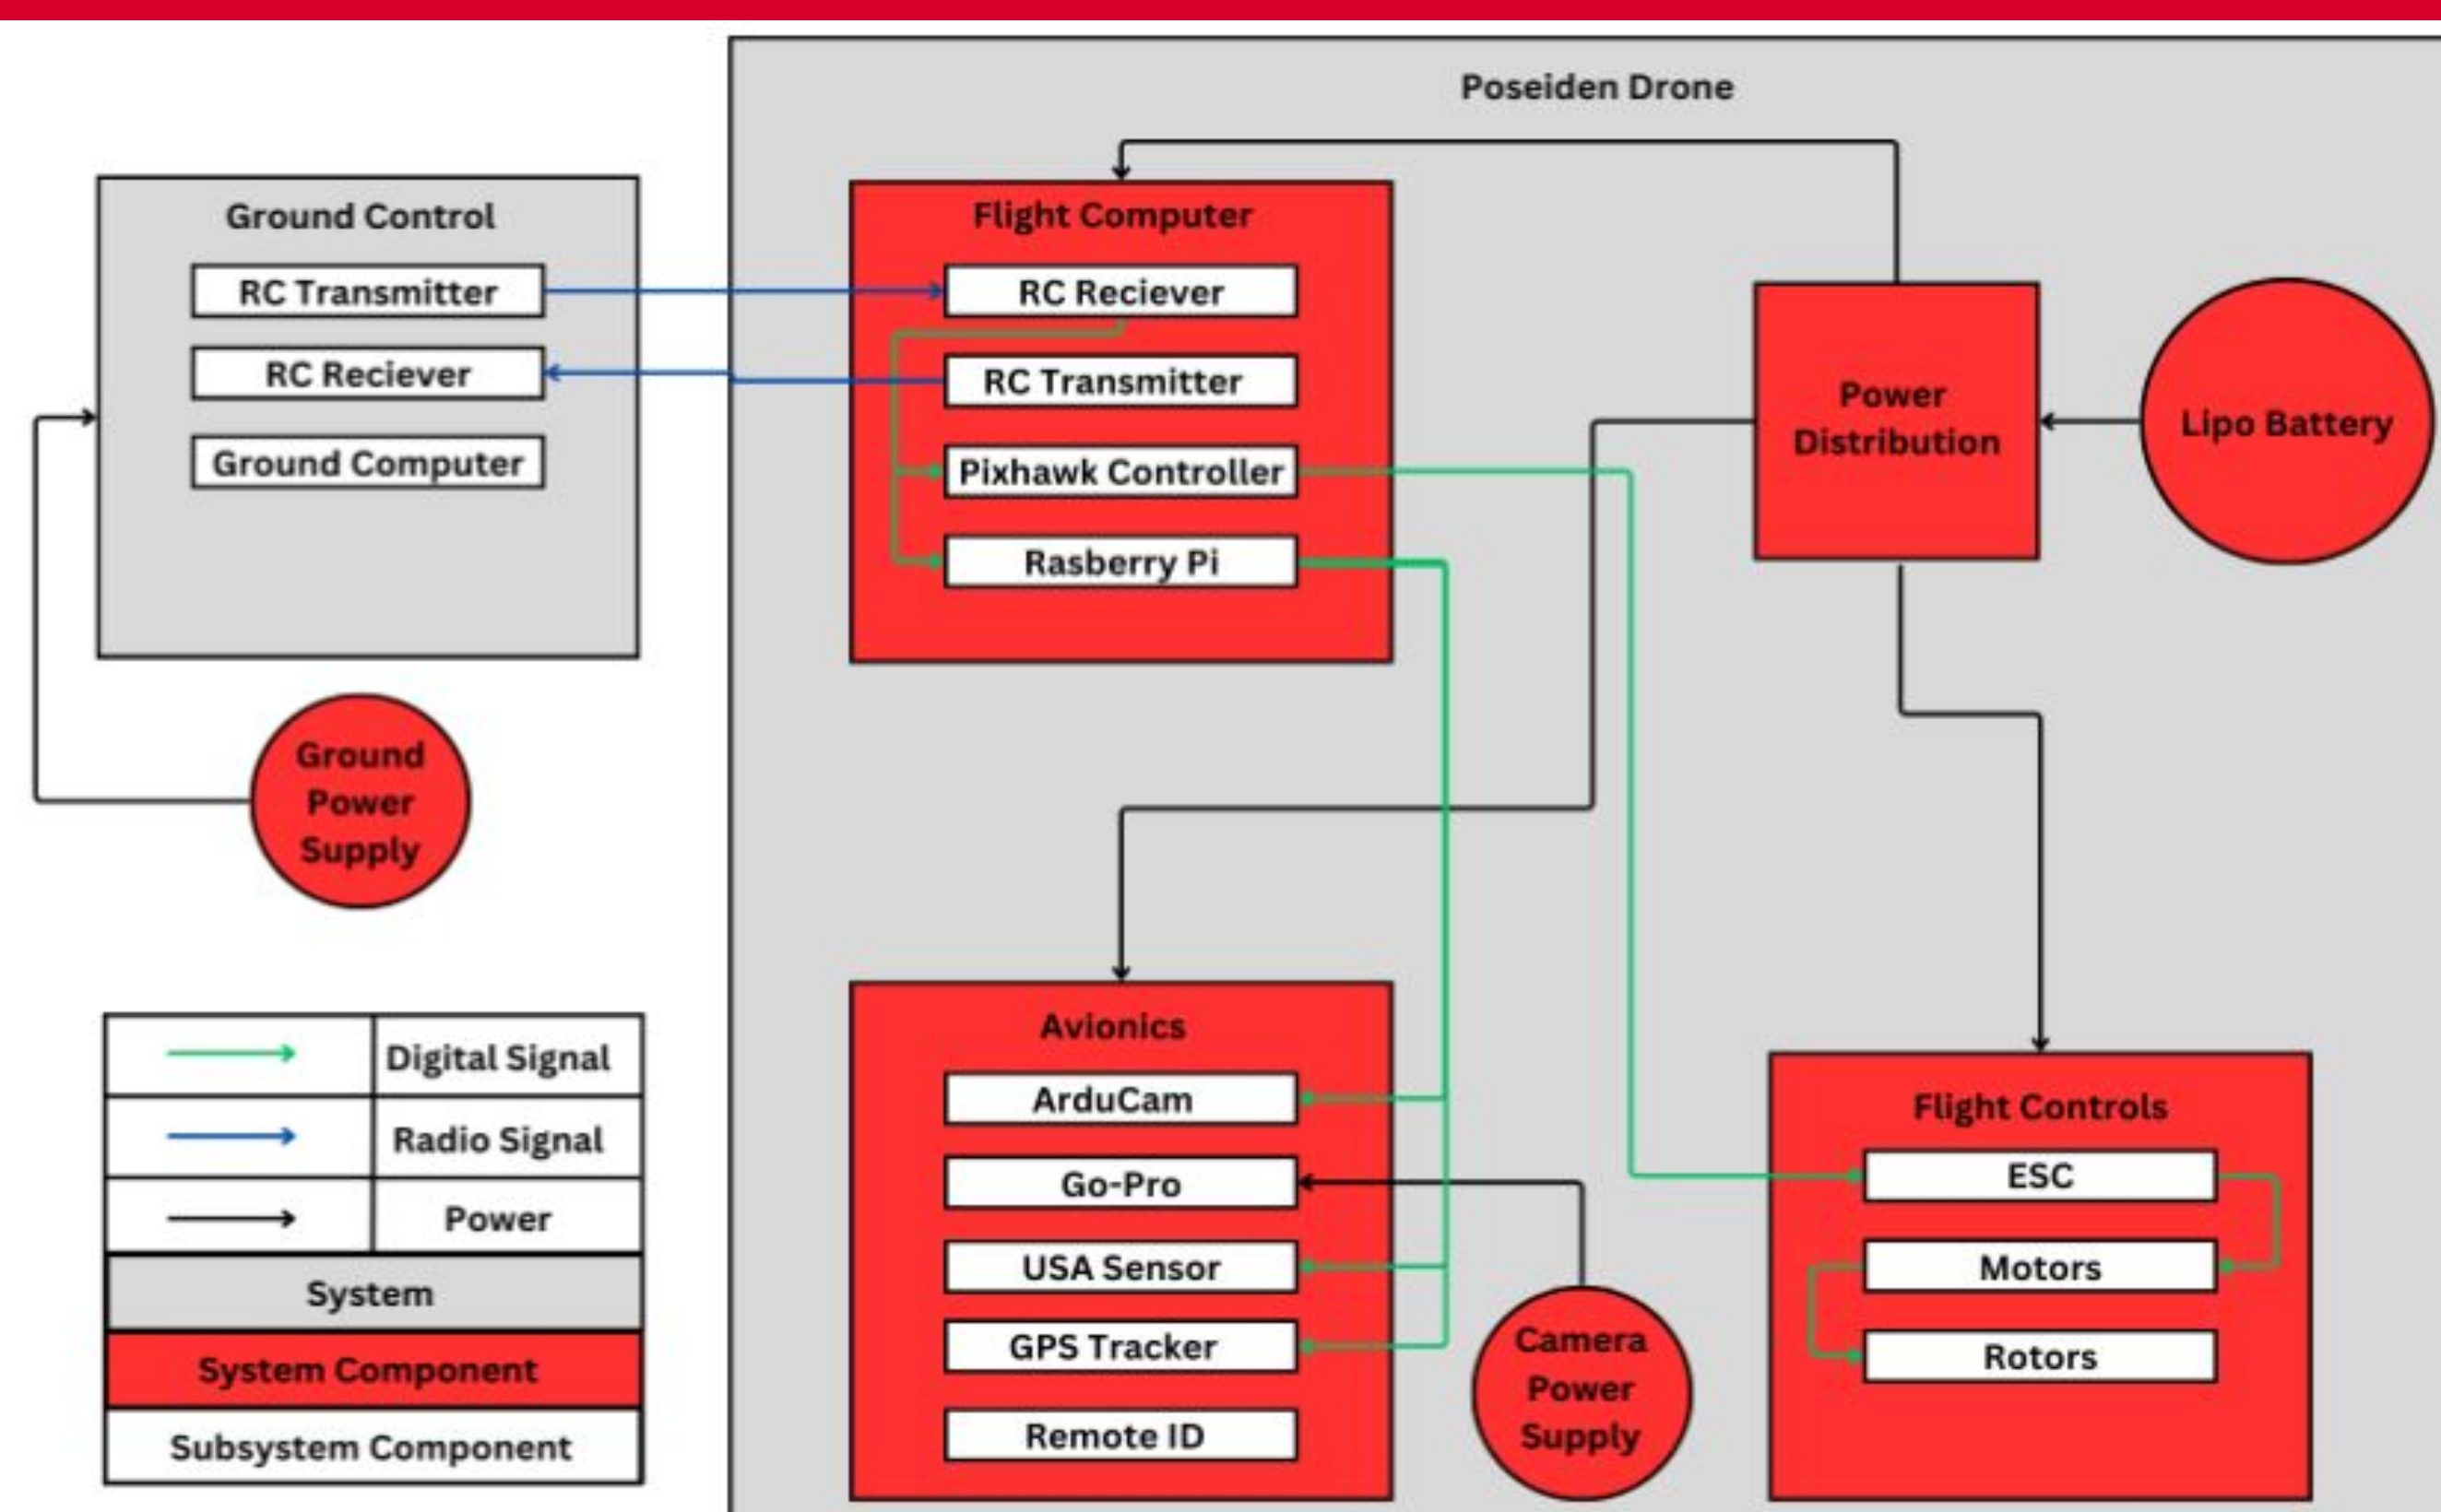 Poseiden Drone
Ground Control
RC Transmitter
RC Reciever
Ground Computer
Ground
Power
Supply
Flight Computer
RC Reciever
RC Transmitter
Pixhawk Controller
Rasberry Pi
Power
Distribution
Lipo Battery
Avionics
ArduCam
Go-Pro
USA Sensor
GPS Tracker
Remote ID
Camera
Power
Supply
Flight Controls
ESC
Motors
Rotors
Digital Signal
Radio Signal
Power
System
System Component
Subsystem Component